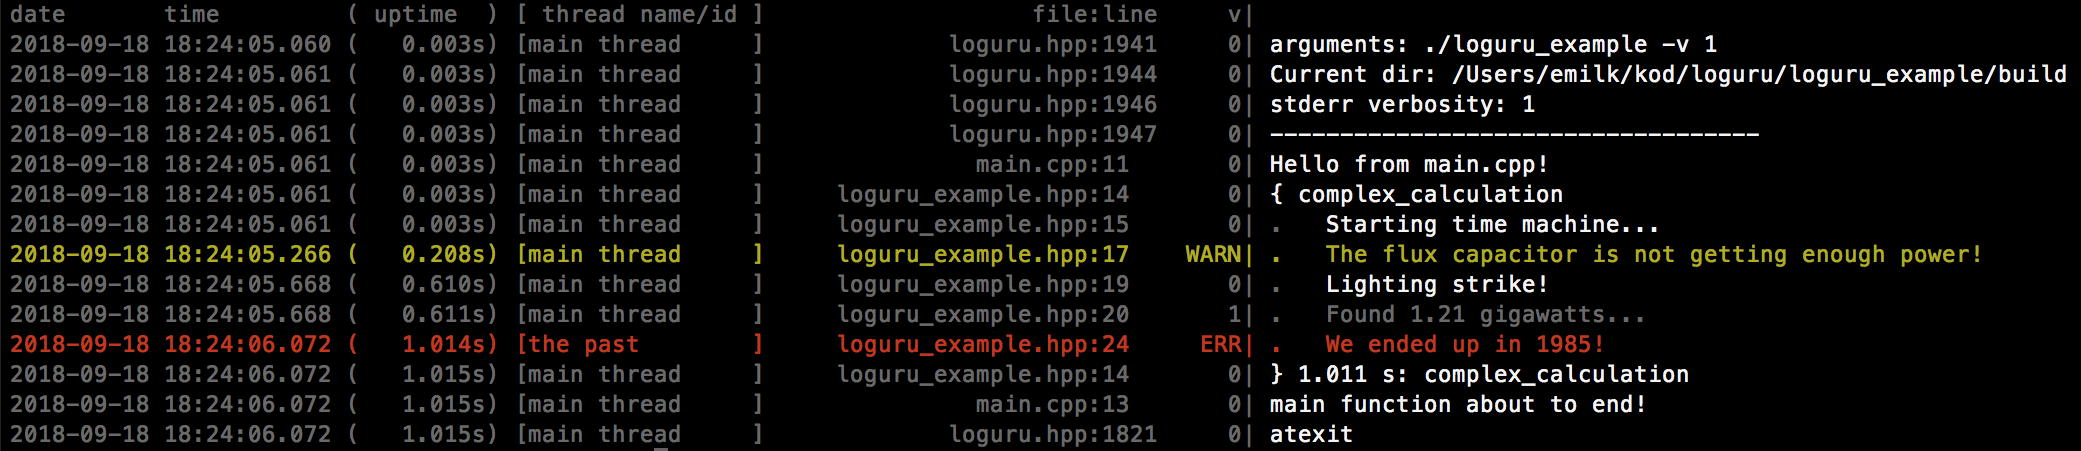 date       time         ( uptime  ) [ thread name/id ]                   file:line     v|
2018-09-18 18:24:05.060 (   0.003s) [main thread     ]             loguru.hpp:1941     0| arguments: ./loguru_example -v 1
2018-09-18 18:24:05.061 (   0.003s) [main thread     ]             loguru.hpp:1944     0| Current dir: /Users/emilk/kod/loguru/loguru_example/build
2018-09-18 18:24:05.061 (   0.003s) [main thread     ]             loguru.hpp:1946     0| stderr verbosity: 1
2018-09-18 18:24:05.061 (   0.003s) [main thread     ]             loguru.hpp:1947     0| -----------------------------------
2018-09-18 18:24:05.061 (   0.003s) [main thread     ]               main.cpp:11       0| Hello from main.cpp!
2018-09-18 18:24:05.061 (   0.003s) [main thread     ]     loguru_example.hpp:14       0| { complex_calculation
2018-09-18 18:24:05.061 (   0.003s) [main thread     ]     loguru_example.hpp:15       0| .   Starting time machine...
2018-09-18 18:24:05.266 (   0.208s) [main thread     ]     loguru_example.hpp:17    WARN| .   The flux capacitor is not getting enough power!
2018-09-18 18:24:05.668 (   0.610s) [main thread     ]     loguru_example.hpp:19       0| .   Lighting strike!
2018-09-18 18:24:05.668 (   0.611s) [main thread     ]     loguru_example.hpp:20       1| .   Found 1.21 gigawatts...
2018-09-18 18:24:06.072 (   1.014s) [the past        ]     loguru_example.hpp:24     ERR| .   We ended up in 1985!
2018-09-18 18:24:06.072 (   1.015s) [main thread     ]     loguru_example.hpp:14       0| } 1.011 s: complex_calculation
2018-09-18 18:24:06.072 (   1.015s) [main thread     ]               main.cpp:13       0| main function about to end!
2018-09-18 18:24:06.072 (   1.015s) [main thread     ]             loguru.hpp:1821     0| atexit